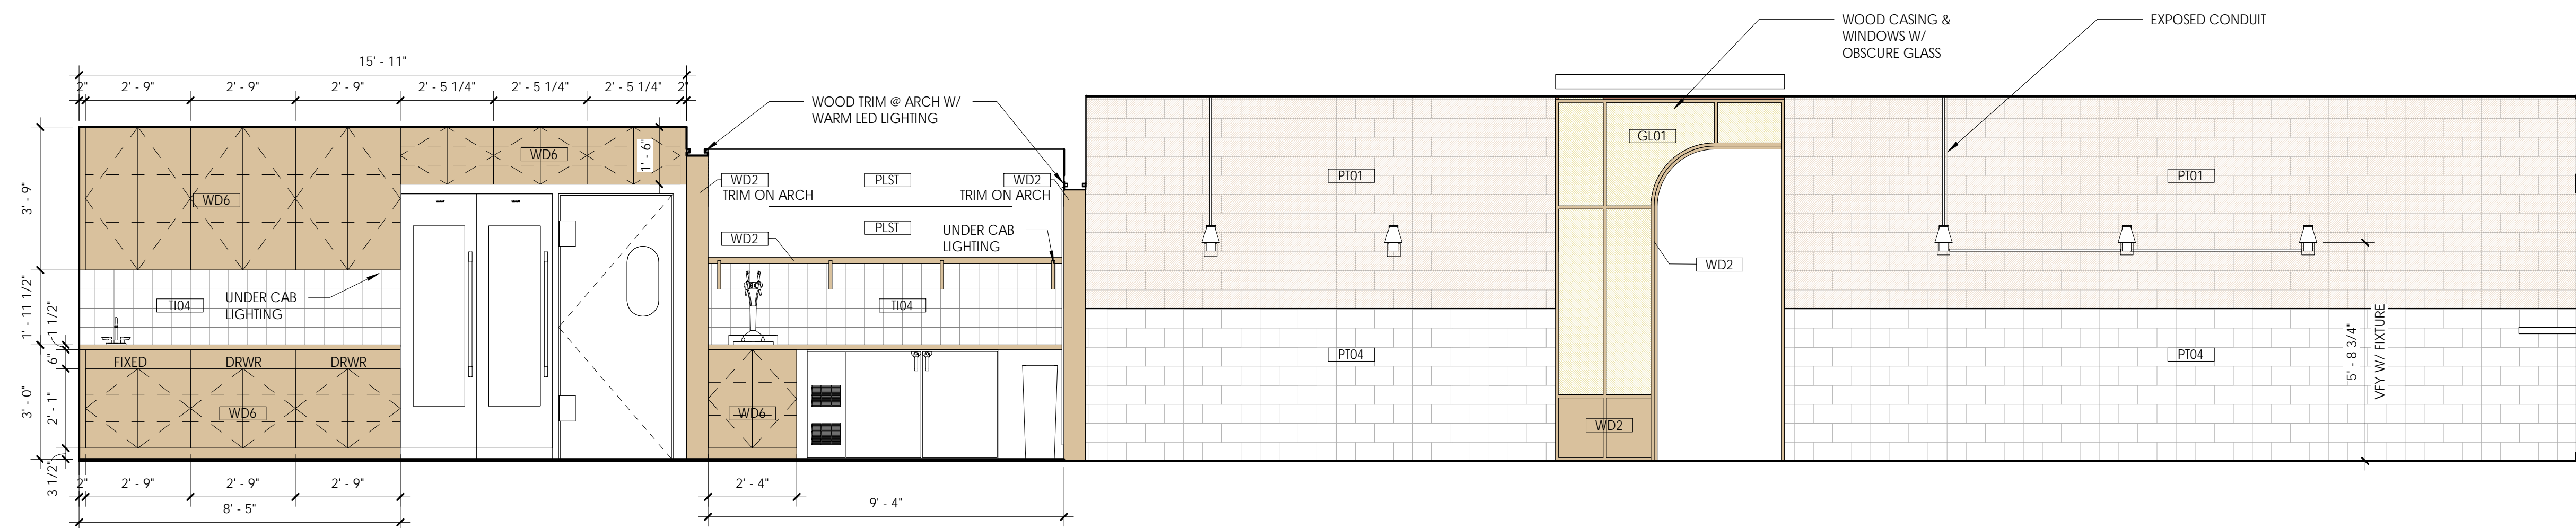 WOOD CASING &
WINDOWS W/
OBSCURE GLASS
EXPOSED CONDUIT
15' - 11"
2"
2' - 9"
2' - 9"
2' - 9"
2' - 5 1/4"
2' - 5 1/4"
2' - 5 1/4"
2"
WOOD TRIM @ ARCH W/
WARM LED LIGHTING
3' - 9"
1' - 11 1/2"
1 1/2"
6"
3' - 0"
2' - 1"
3 1/2"
WD6
WD6
1' - 6"
TI04
UNDER CAB
LIGHTING
FIXED
DRWR
DRWR
WD6
WD2
TRIM ON ARCH
PLST
WD2
TRIM ON ARCH
PLST
WD2
UNDER CAB
LIGHTING
TI04
WD6
PT01
PT04
GL01
WD2
WD2
PT01
PT04
5' - 8 3/4"
VFY W/ FIXTURE
2"
2' - 9"
2' - 9"
2' - 9"
8' - 5"
2' - 4"
9' - 4"